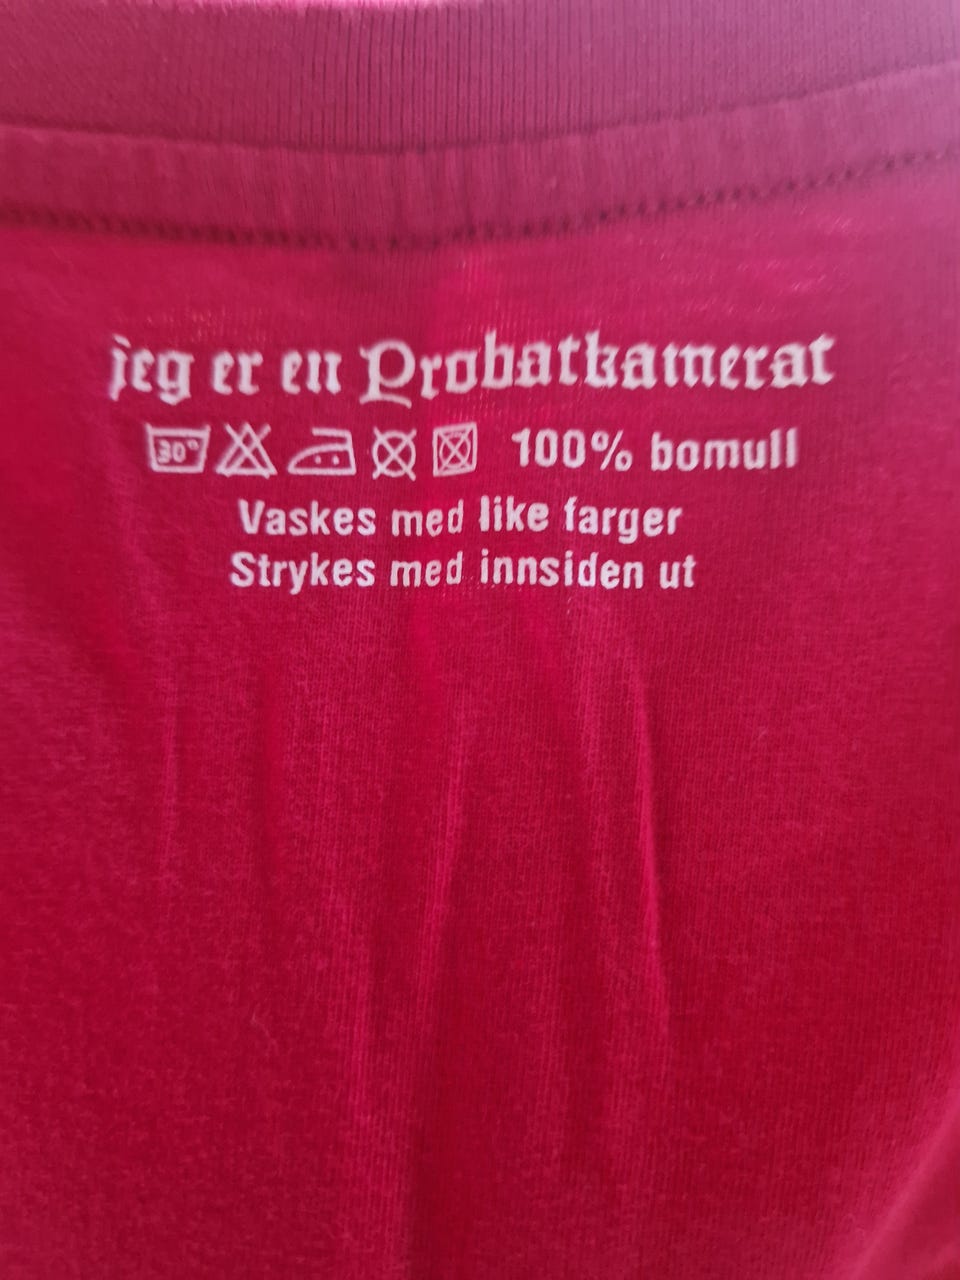 jeg er en Probatkamerat
30° 100% bomull
Vaskes med like farger
Strykes med innsiden ut